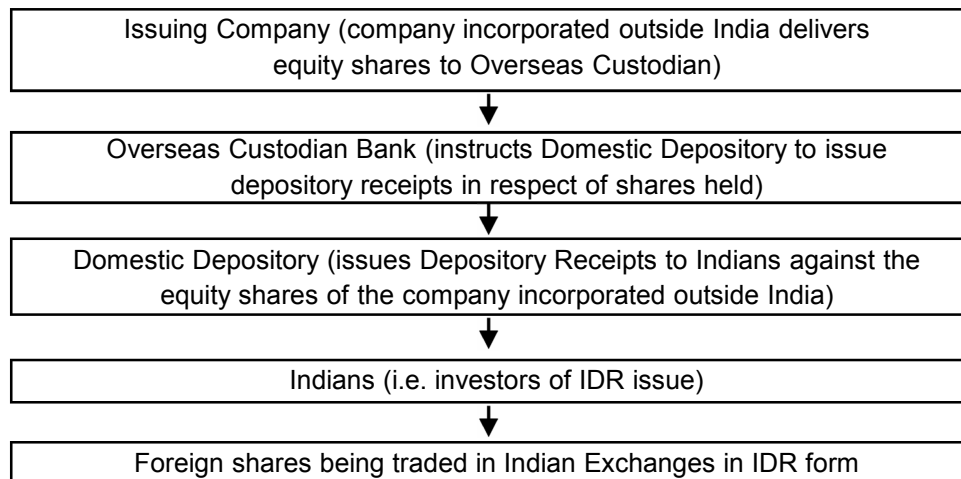 Issuing Company (company incorporated outside India delivers
equity shares to Overseas Custodian)
Overseas Custodian Bank (instructs Domestic Depository to issue
depository receipts in respect of shares held)
Domestic Depository (issues Depository Receipts to Indians against the
equity shares of the company incorporated outside India)
Indians (i.e. investors of IDR issue)
Foreign shares being traded in Indian Exchanges in IDR form